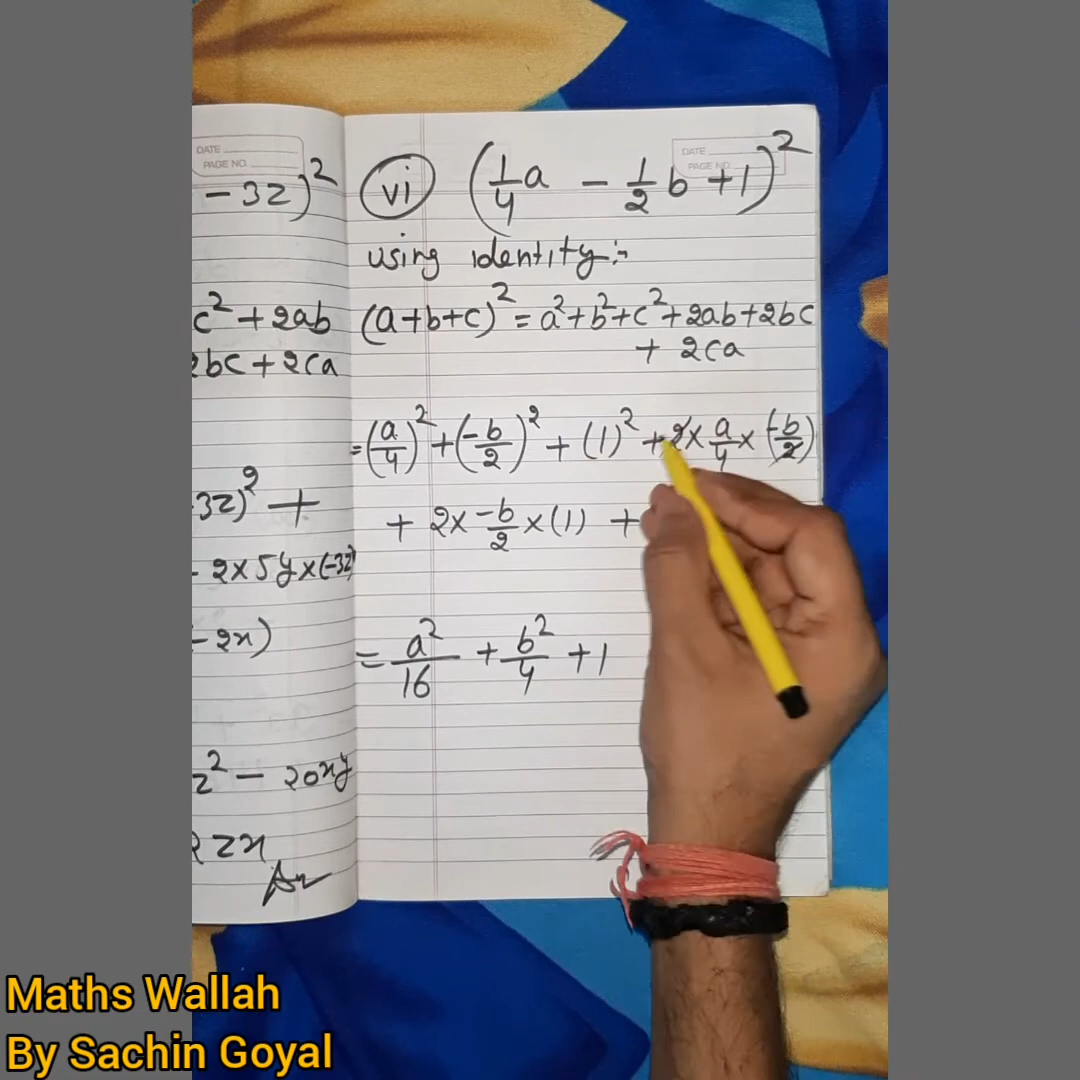 DATE
PAGE NO.
- 3z)²
c² + 2ab
2bc + 2ca
3z)² +
- 2 × 5y × (-3z)
- 2x)
z² - 20xy
zx
Ans
DATE
PAGE NO.
(vi) (1/4 a - 1/2 b + 1)²
using identity :-
(a+b+c)² = a² + b² + c² + 2ab + 2bc
+ 2ca
= (a/4)² + (-b/2)² + (1)² + 2 × a/4 × (-b/2)
+ 2 × -b/2 × (1) +
= a²/16 + b²/4 + 1
Maths Wallah
By Sachin Goyal